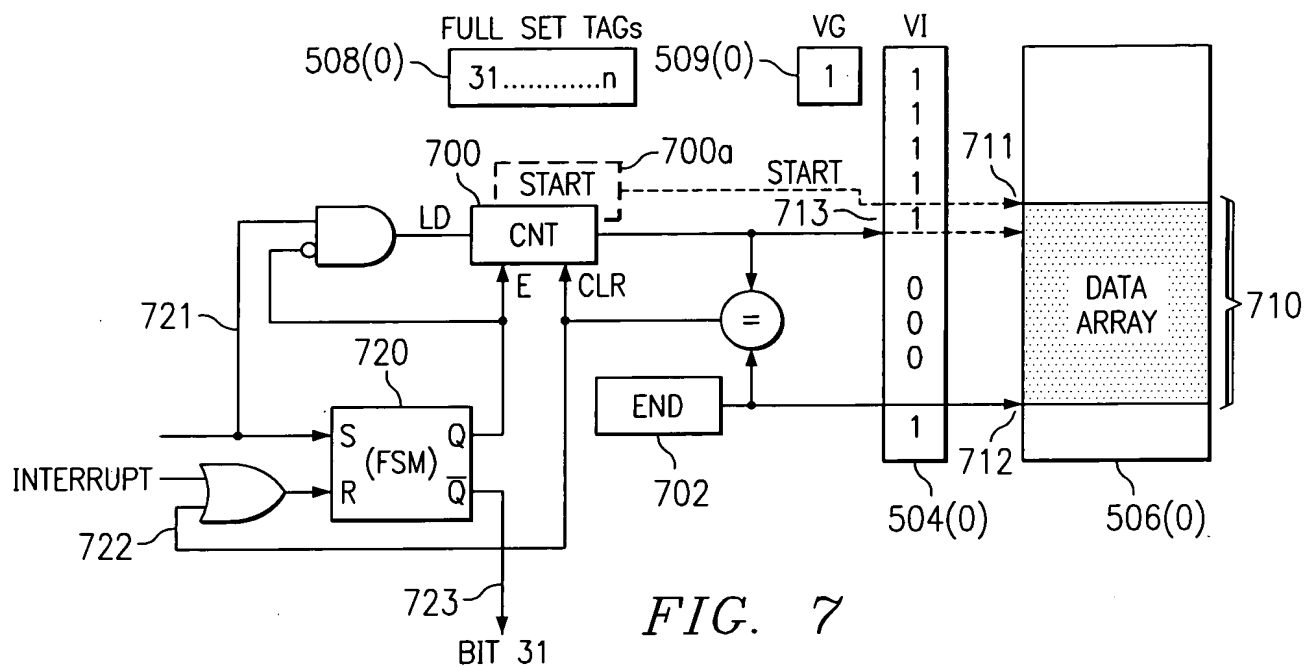 FULL SET TAGs
508(0)
31............n
509(0)
VG
1
VI
1
1
1
1
1
0
0
0
1
700
700a
START
START
711
713
LD
CNT
E
CLR
721
=
DATA
ARRAY
710
720
END
702
712
S
Q
(FSM)
INTERRUPT
R
Q̅
504(0)
506(0)
722
723
BIT 31
FIG. 7